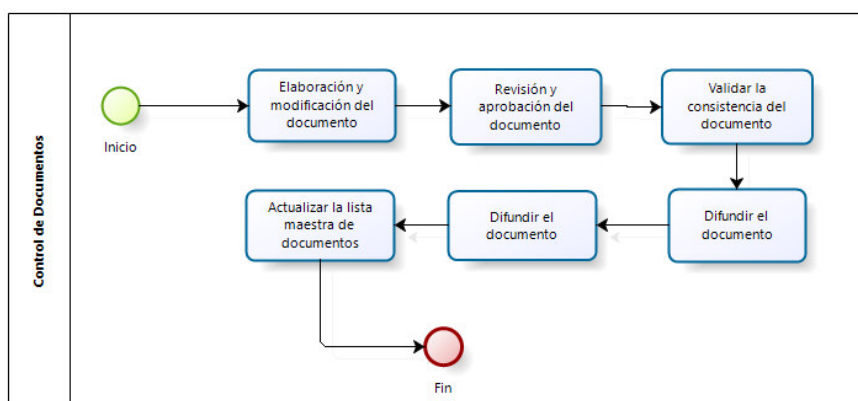 Control de Documentos
Inicio
Elaboración y
modificación del
documento
Revisión y
aprobación del
documento
Validar la
consistencia del
documento
Difundir el
documento
Difundir el
documento
Actualizar la lista
maestra de
documentos
Fin